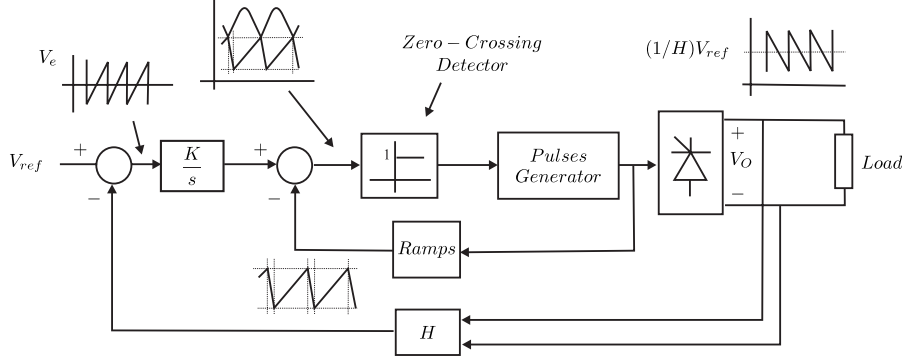 Zero − Crossing
Detector
(1/H)V_ref
V_e
V_ref
+
−
K
s
+
−
1
Pulses
Generator
+
V_O
−
Load
Ramps
H